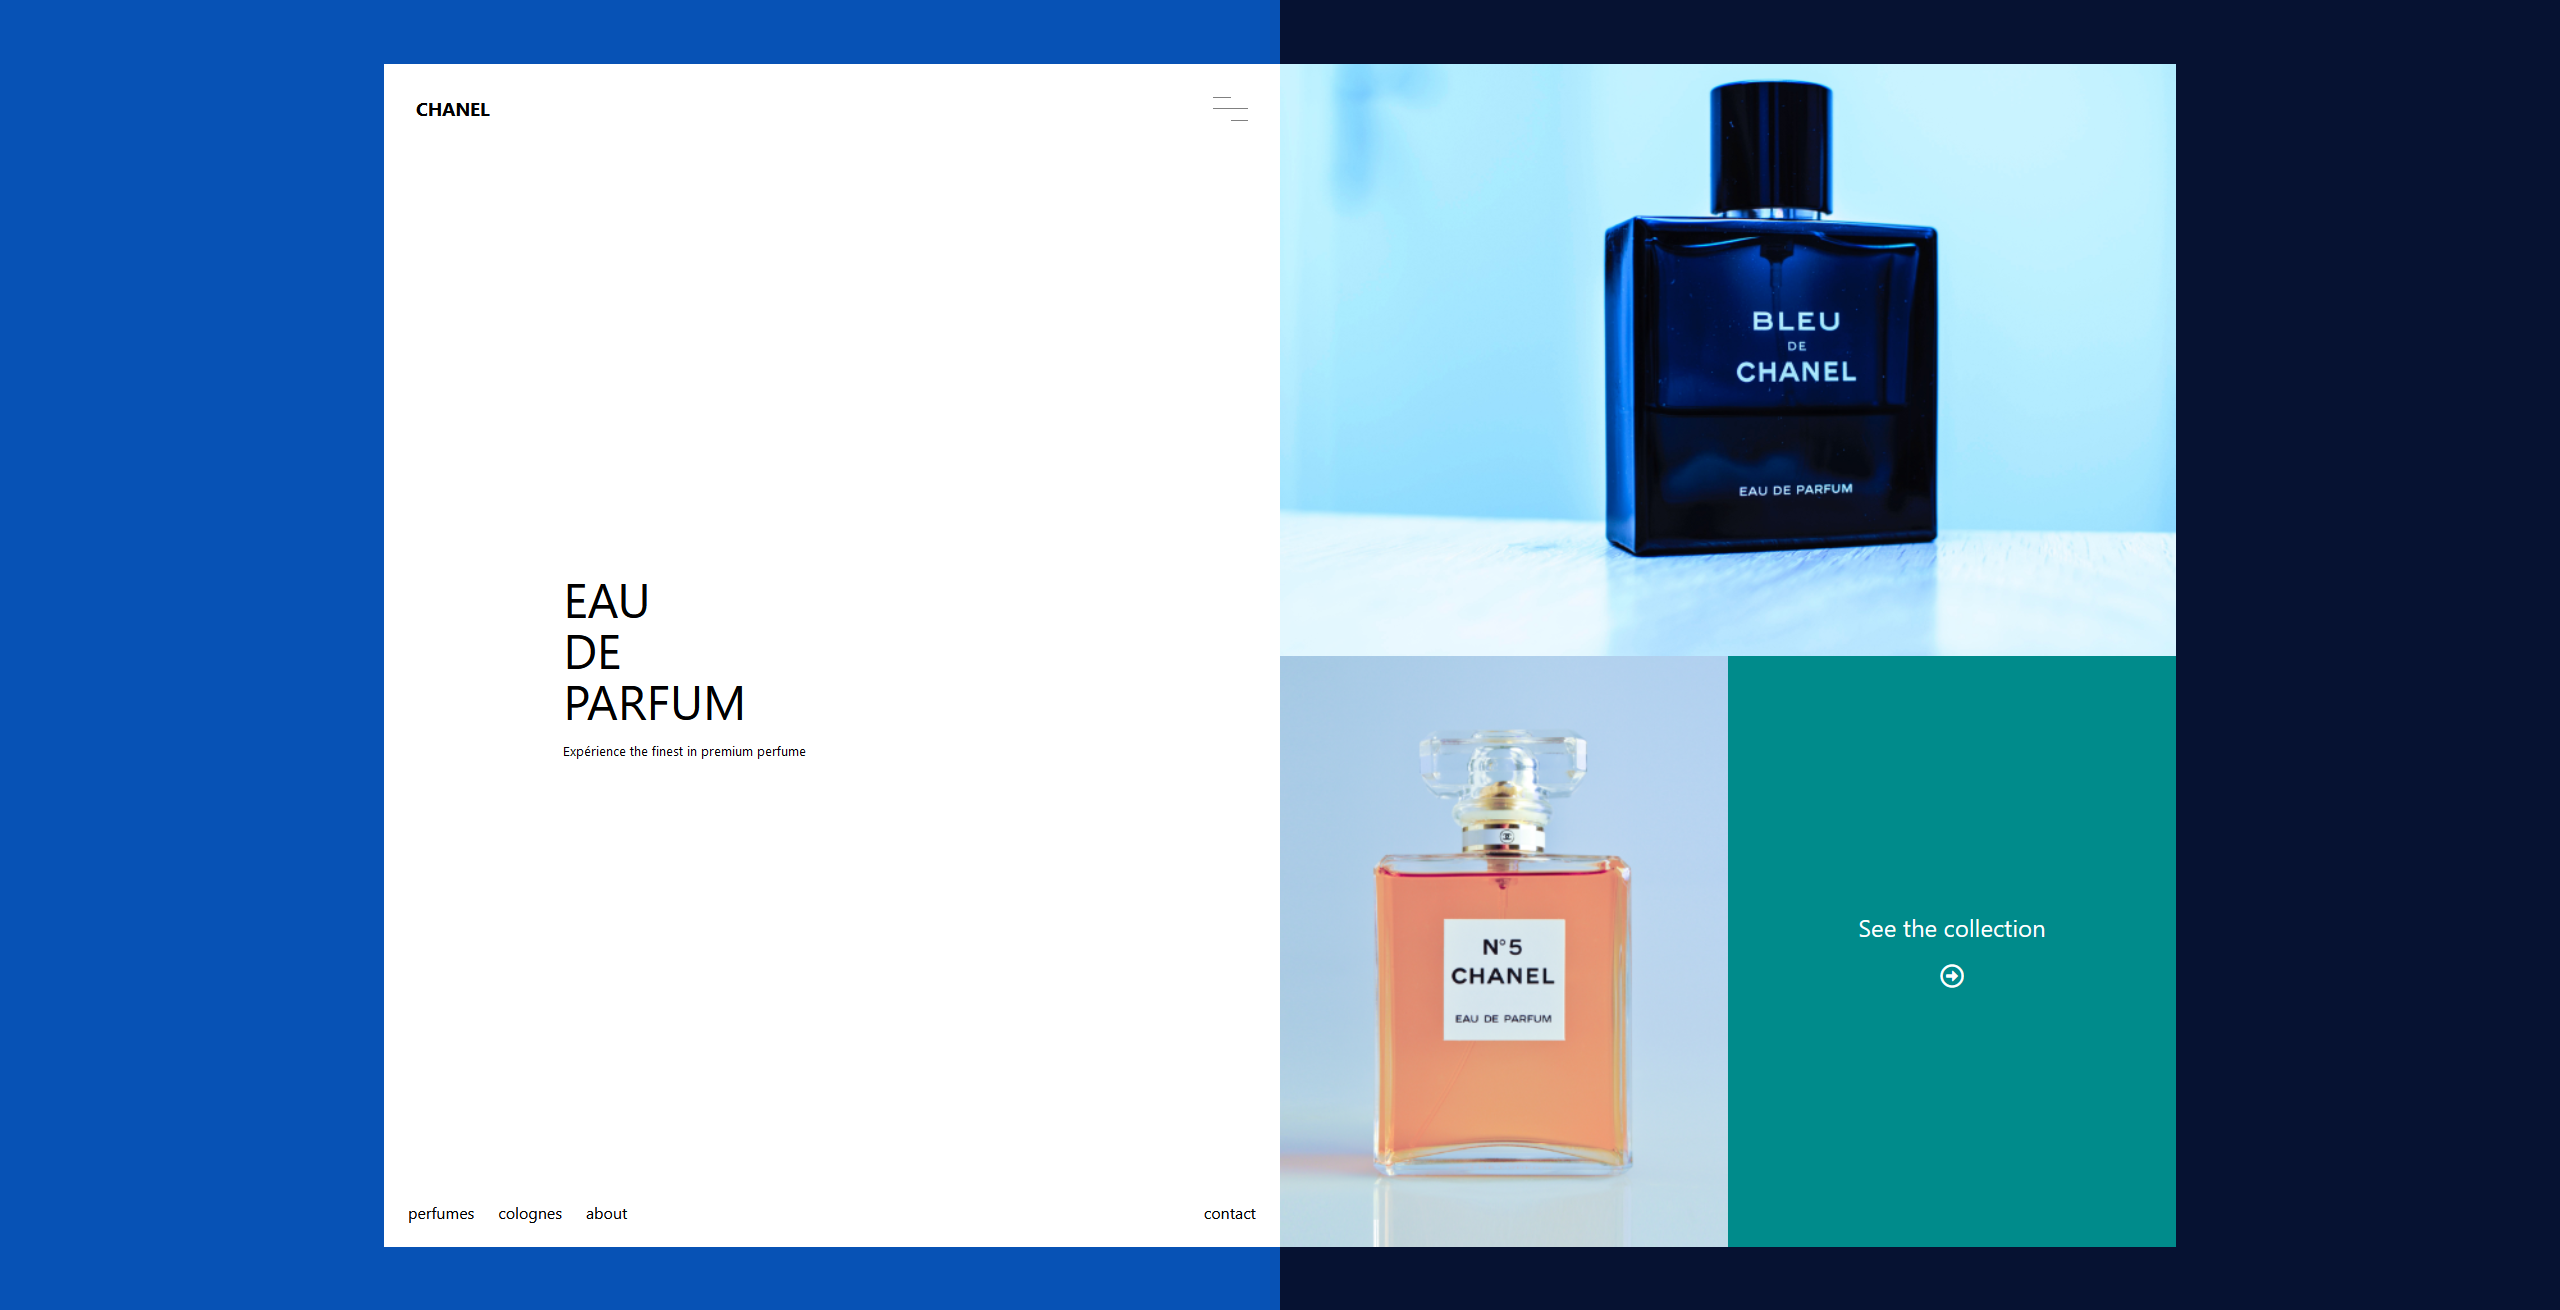 CHANEL
EAU
DE
PARFUM
Expérience the finest in premium perfume
perfumes colognes about contact
BLEU
DE
CHANEL
EAU DE PARFUM
N°5
CHANEL
EAU DE PARFUM
See the collection